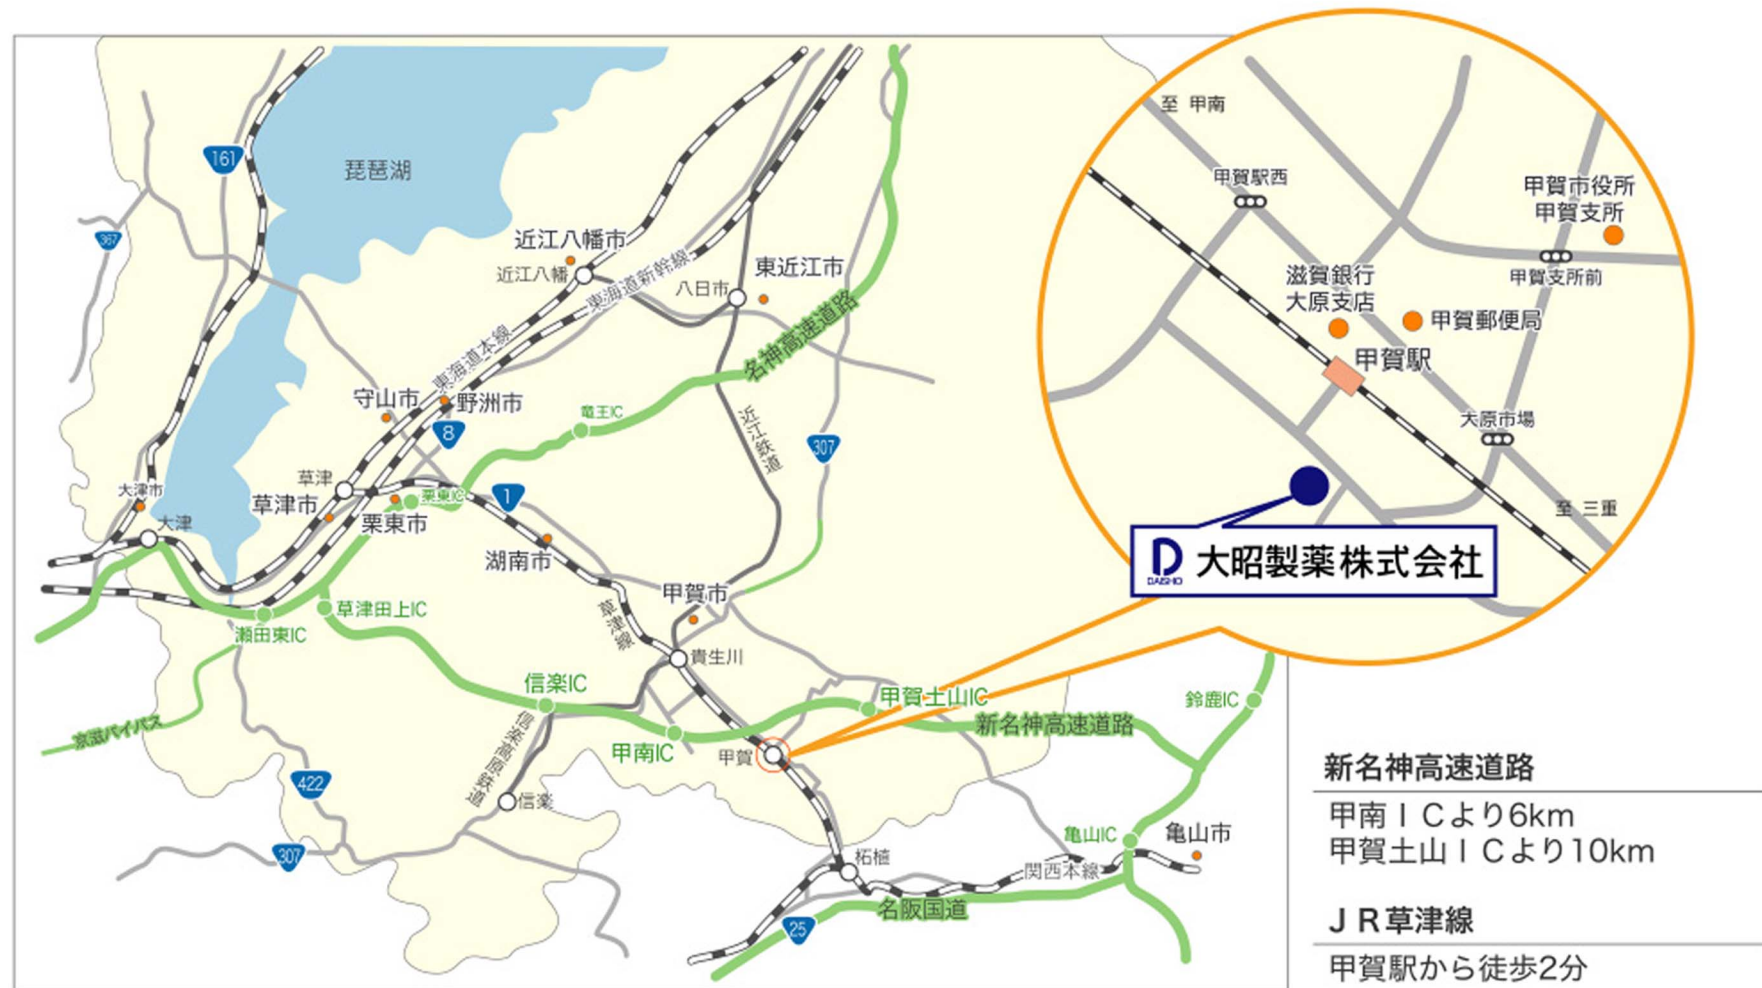 161
琵琶湖
367
近江八幡市
近江八幡
東海道新幹線
八日市
東近江市
名神高速道路
東海道本線
守山市
野洲市
8
竜王IC
近江鉄道
307
草津
草津市
大津市
大津
栗東IC
栗東市
1
湖南市
甲賀市
草津線
草津田上IC
瀬田東IC
貴生川
京滋バイパス
信楽IC
信楽高原鉄道
甲南IC
甲賀土山IC
新名神高速道路
鈴鹿IC
甲賀
422
信楽
307
柘植
亀山IC
亀山市
関西本線
名阪国道
25
至 甲南
甲賀駅西
甲賀市役所
甲賀支所
甲賀支所前
滋賀銀行
大原支店
甲賀郵便局
甲賀駅
大原市場
至 三重
DAISHO
大昭製薬株式会社
新名神高速道路
甲南ＩＣより6km
甲賀土山ＩＣより10km
ＪＲ草津線
甲賀駅から徒歩2分